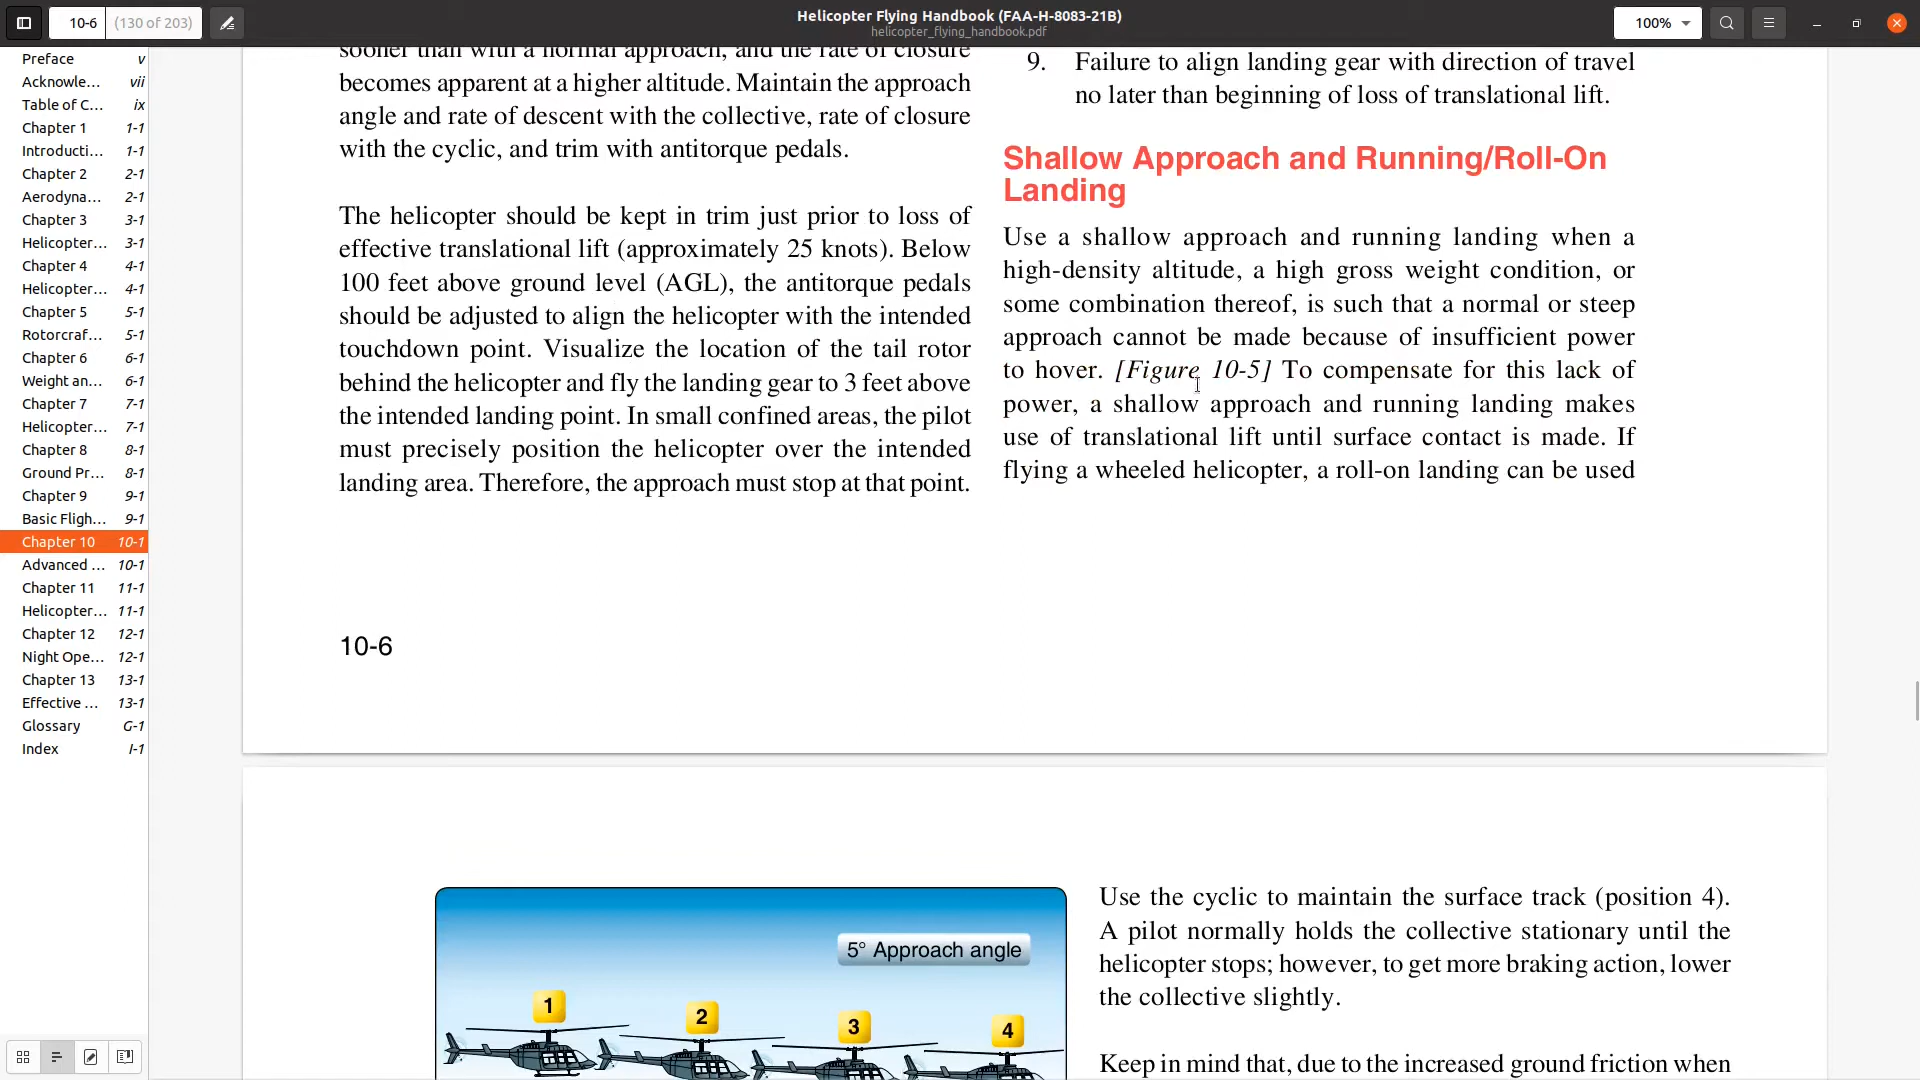 10-6
(130 of 203)
Helicopter Flying Handbook (FAA-H-8083-21B)
helicopter_flying_handbook.pdf
100%
Preface v
Acknowle... vii
Table of C... ix
Chapter 1 1-1
Introducti... 1-1
Chapter 2 2-1
Aerodyna... 2-1
Chapter 3 3-1
Helicopter... 3-1
Chapter 4 4-1
Helicopter... 4-1
Chapter 5 5-1
Rotorcraf... 5-1
Chapter 6 6-1
Weight an... 6-1
Chapter 7 7-1
Helicopter... 7-1
Chapter 8 8-1
Ground Pr... 8-1
Chapter 9 9-1
Basic Fligh... 9-1
Chapter 10 10-1
Advanced ... 10-1
Chapter 11 11-1
Helicopter... 11-1
Chapter 12 12-1
Night Ope... 12-1
Chapter 13 13-1
Effective ... 13-1
Glossary G-1
Index I-1
sooner than with a normal approach, and the rate of closure
becomes apparent at a higher altitude. Maintain the approach
angle and rate of descent with the collective, rate of closure
with the cyclic, and trim with antitorque pedals.
The helicopter should be kept in trim just prior to loss of
effective translational lift (approximately 25 knots). Below
100 feet above ground level (AGL), the antitorque pedals
should be adjusted to align the helicopter with the intended
touchdown point. Visualize the location of the tail rotor
behind the helicopter and fly the landing gear to 3 feet above
the intended landing point. In small confined areas, the pilot
must precisely position the helicopter over the intended
landing area. Therefore, the approach must stop at that point.
9. Failure to align landing gear with direction of travel
no later than beginning of loss of translational lift.
Shallow Approach and Running/Roll-On
Landing
Use a shallow approach and running landing when a
high-density altitude, a high gross weight condition, or
some combination thereof, is such that a normal or steep
approach cannot be made because of insufficient power
to hover. [Figure 10-5] To compensate for this lack of
power, a shallow approach and running landing makes
use of translational lift until surface contact is made. If
flying a wheeled helicopter, a roll-on landing can be used
10-6
5° Approach angle
1
2
3
4
Use the cyclic to maintain the surface track (position 4).
A pilot normally holds the collective stationary until the
helicopter stops; however, to get more braking action, lower
the collective slightly.
Keep in mind that, due to the increased ground friction when